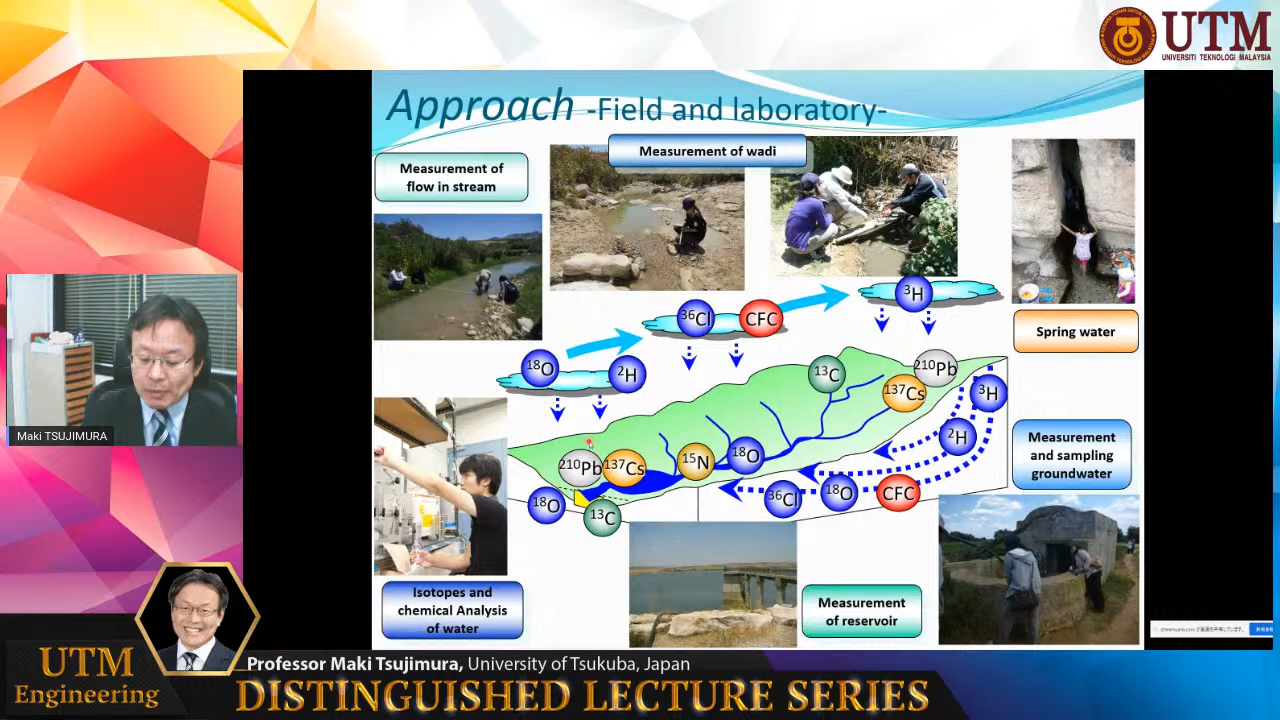 UTM
UNIVERSITI TEKNOLOGI MALAYSIA
Approach -Field and laboratory-
Measurement of wadi
Measurement of
flow in stream
Spring water
3H
36Cl
CFC
18O
2H
13C
210Pb
137Cs
3H
2H
18O
15N
210Pb
137Cs
36Cl
18O
CFC
18O
13C
Measurement
and sampling
groundwater
Isotopes and
chemical Analysis
of water
Measurement
of reservoir
Maki TSUJIMURA
UTM
Engineering
Professor Maki Tsujimura, University of Tsukuba, Japan
DISTINGUISHED LECTURE SERIES